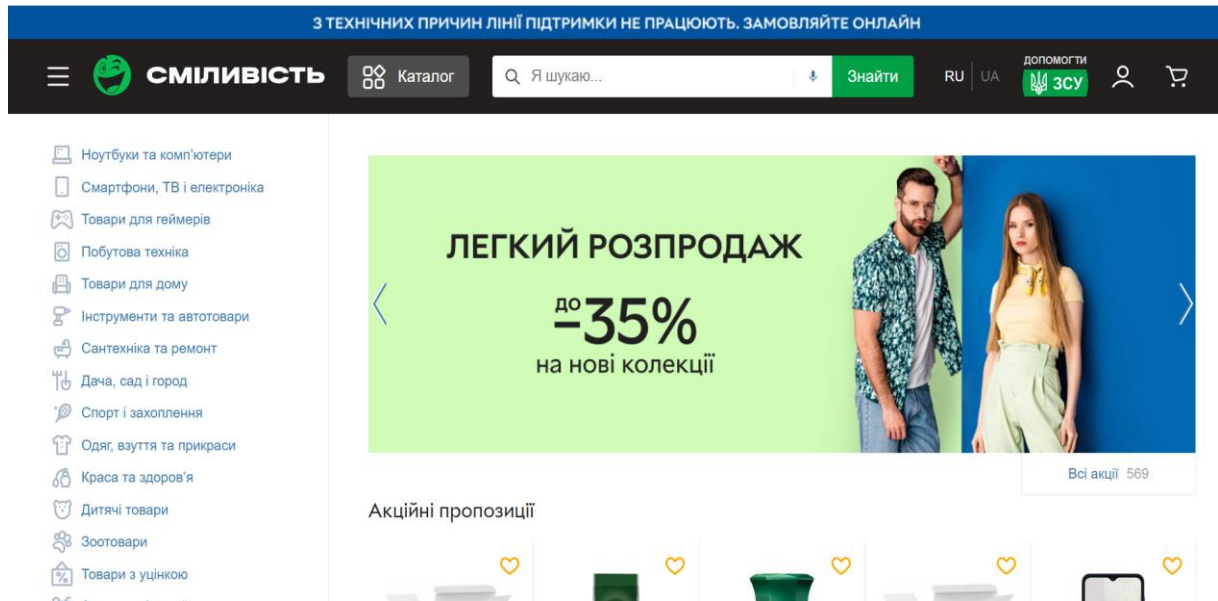 З ТЕХНІЧНИХ ПРИЧИН ЛІНІЇ ПІДТРИМКИ НЕ ПРАЦЮЮТЬ. ЗАМОВЛЯЙТЕ ОНЛАЙН
СМІЛИВІСТЬ
Каталог
Я шукаю...
Знайти
RU UA
ДОПОМОГТИ
ЗСУ
Ноутбуки та комп'ютери
Смартфони, ТВ і електроніка
Товари для геймерів
Побутова техніка
Товари для дому
Інструменти та автотовари
Сантехніка та ремонт
Дача, сад і город
Спорт і захоплення
Одяг, взуття та прикраси
Краса та здоров'я
Дитячі товари
Зоотовари
Товари з уцінкою
ЛЕГКИЙ РОЗПРОДАЖ
до –35%
на нові колекції
Всі акції 569
Акційні пропозиції